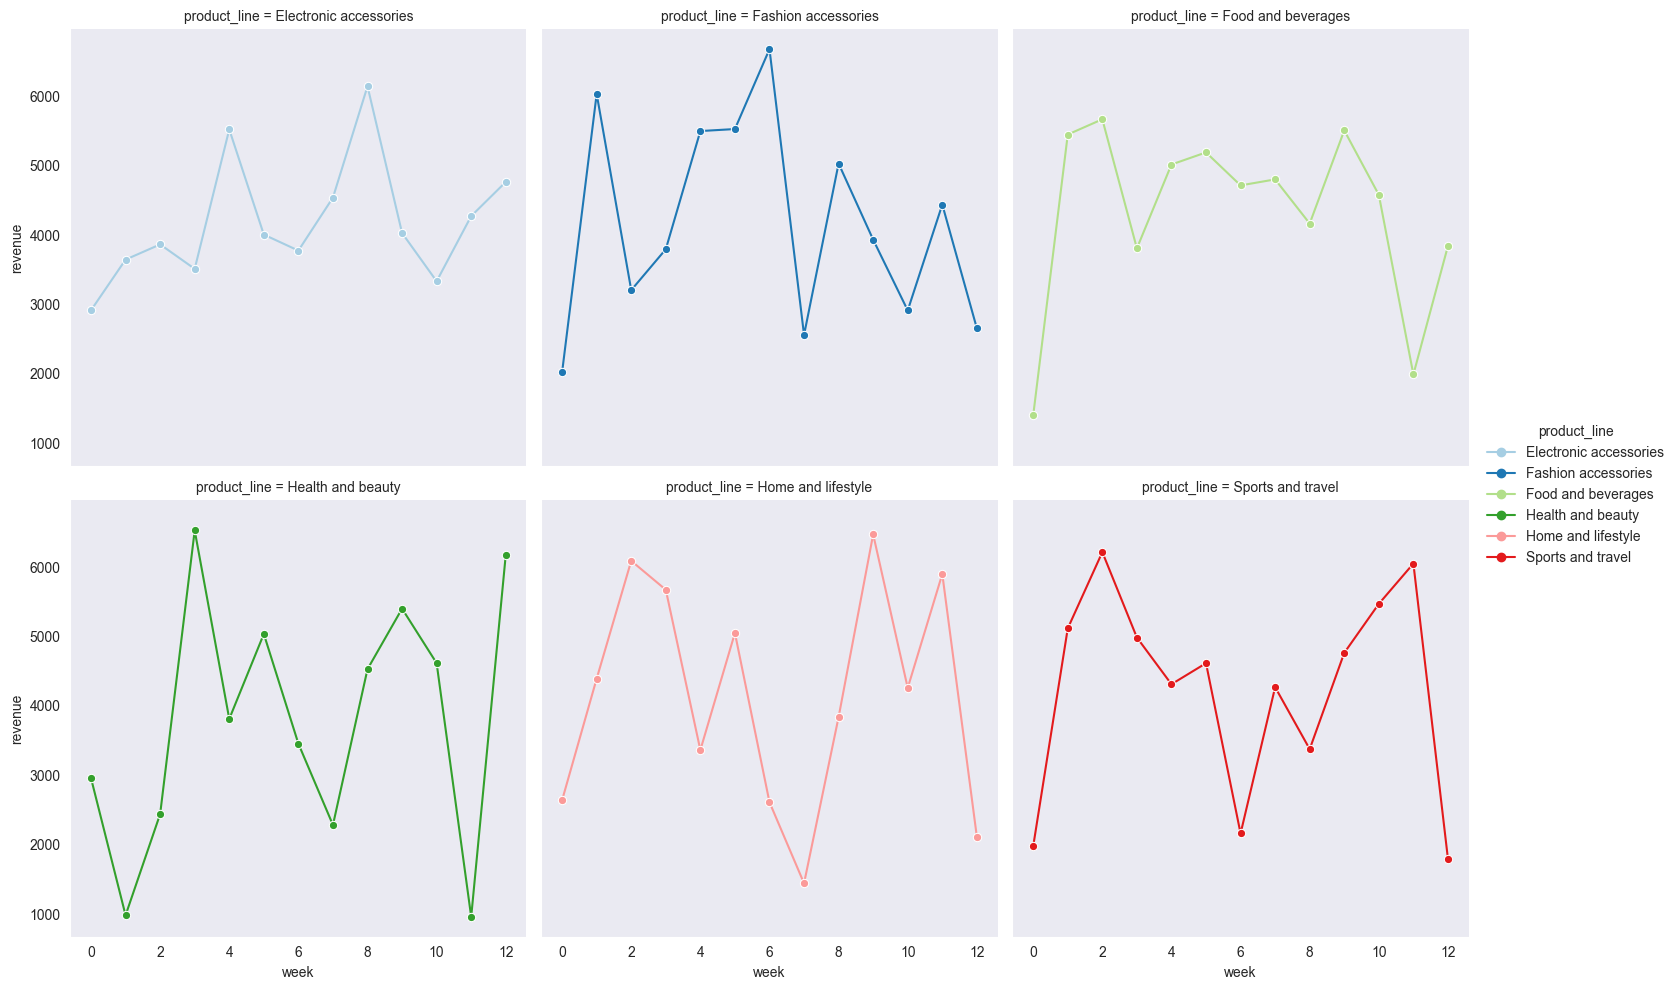 product_line = Electronic accessories
product_line = Fashion accessories
product_line = Food and beverages
6000
5000
4000
3000
2000
1000
revenue
product_line = Health and beauty
product_line = Home and lifestyle
product_line = Sports and travel
6000
5000
4000
3000
2000
1000
revenue
0 2 4 6 8 10 12
0 2 4 6 8 10 12
0 2 4 6 8 10 12
week
week
week
product_line
Electronic accessories
Fashion accessories
Food and beverages
Health and beauty
Home and lifestyle
Sports and travel